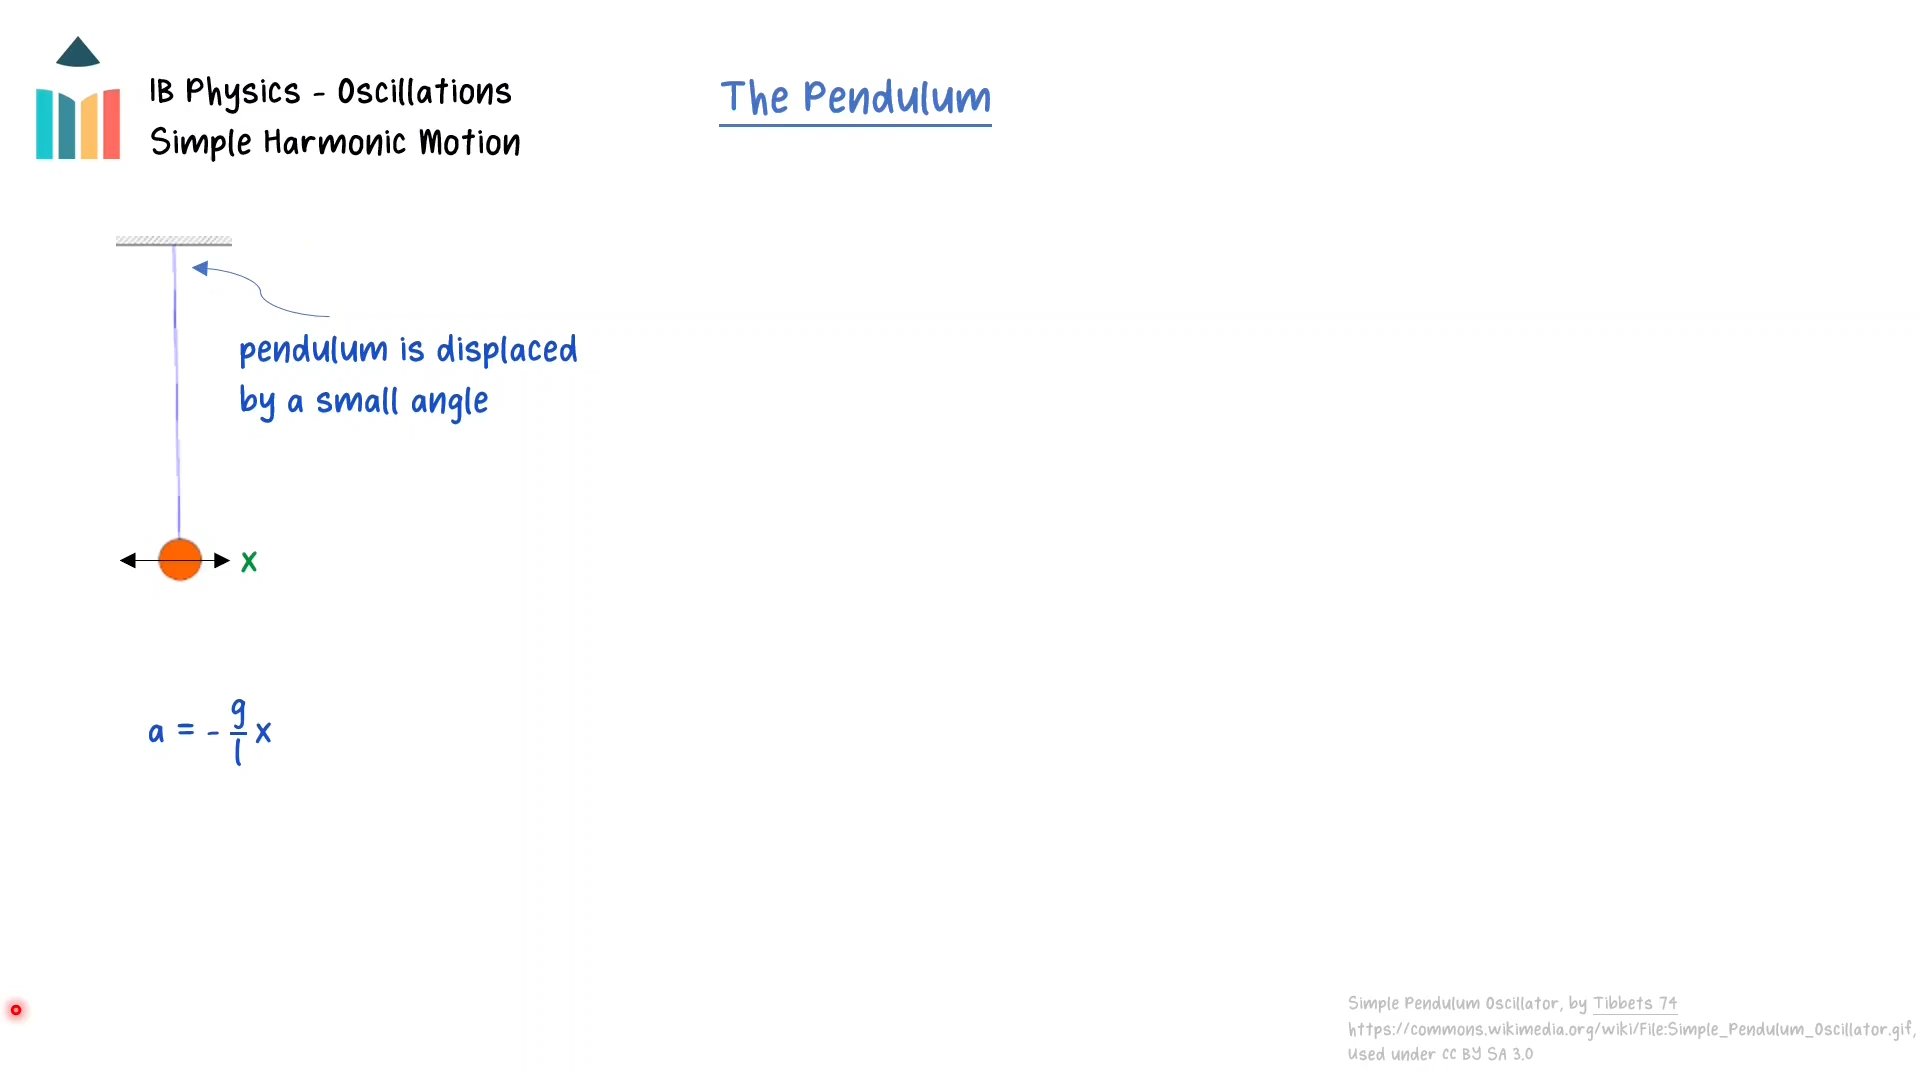 IB Physics - Oscillations
Simple Harmonic Motion
The Pendulum
pendulum is displaced
by a small angle
x
a = - g/l x
Simple Pendulum Oscillator, by Tibbets 74
https://commons.wikimedia.org/wiki/File:Simple_Pendulum_Oscillator.gif,
Used under CC BY SA 3.0